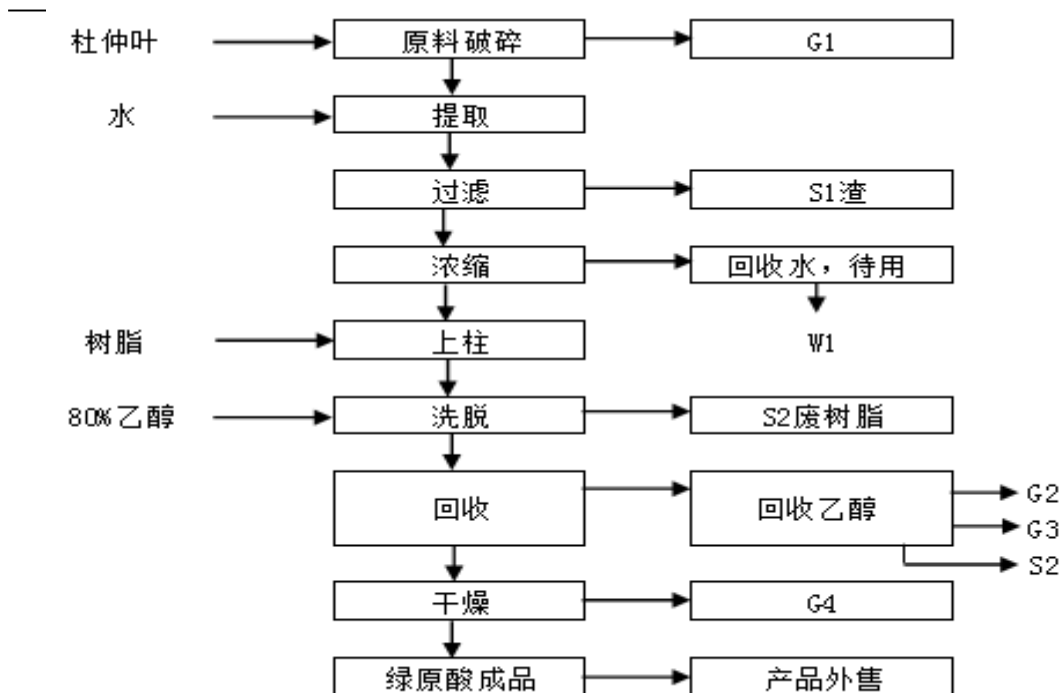 杜仲叶 原料破碎 G1
水 提取
过滤 S1渣
浓缩 回收水，待用
树脂 上柱 W1
80%乙醇 洗脱 S2废树脂
回收 回收乙醇 G2
G3
S2
干燥 G4
绿原酸成品 产品外售